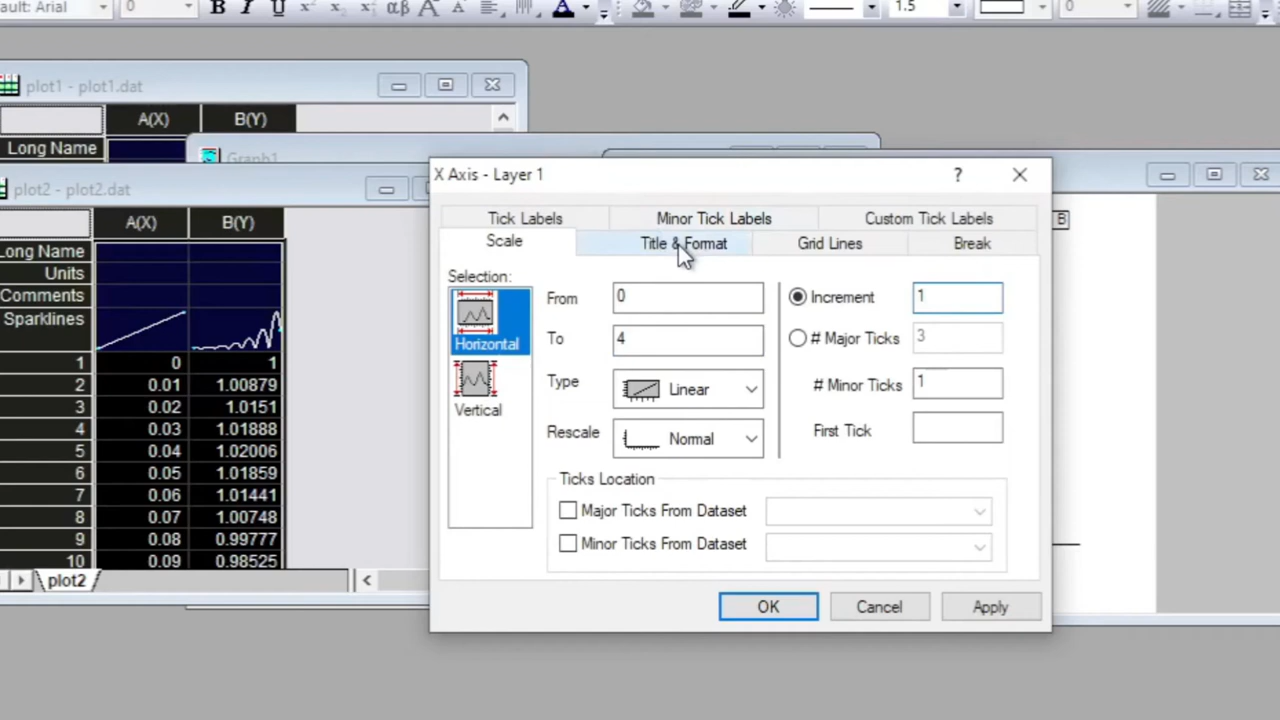 ault: Arial 0 B I U x² x₂ αβ A A A 1.5 0
plot1 - plot1.dat
A(X) B(Y)
Long Name
Graph1
plot2 - plot2.dat
A(X) B(Y)
Long Name
Units
Comments
Sparklines
1 0 1
2 0.01 1.00879
3 0.02 1.0151
4 0.03 1.01888
5 0.04 1.02006
6 0.05 1.01859
7 0.06 1.01441
8 0.07 1.00748
9 0.08 0.99777
10 0.09 0.98525
plot2
X Axis - Layer 1 ?
Tick Labels Minor Tick Labels Custom Tick Labels
Scale Title & Format Grid Lines Break
Selection:
Horizontal
Vertical
From 0
To 4
Type Linear
Rescale Normal
Increment 1
# Major Ticks 3
# Minor Ticks 1
First Tick
Ticks Location
Major Ticks From Dataset
Minor Ticks From Dataset
OK Cancel Apply
B